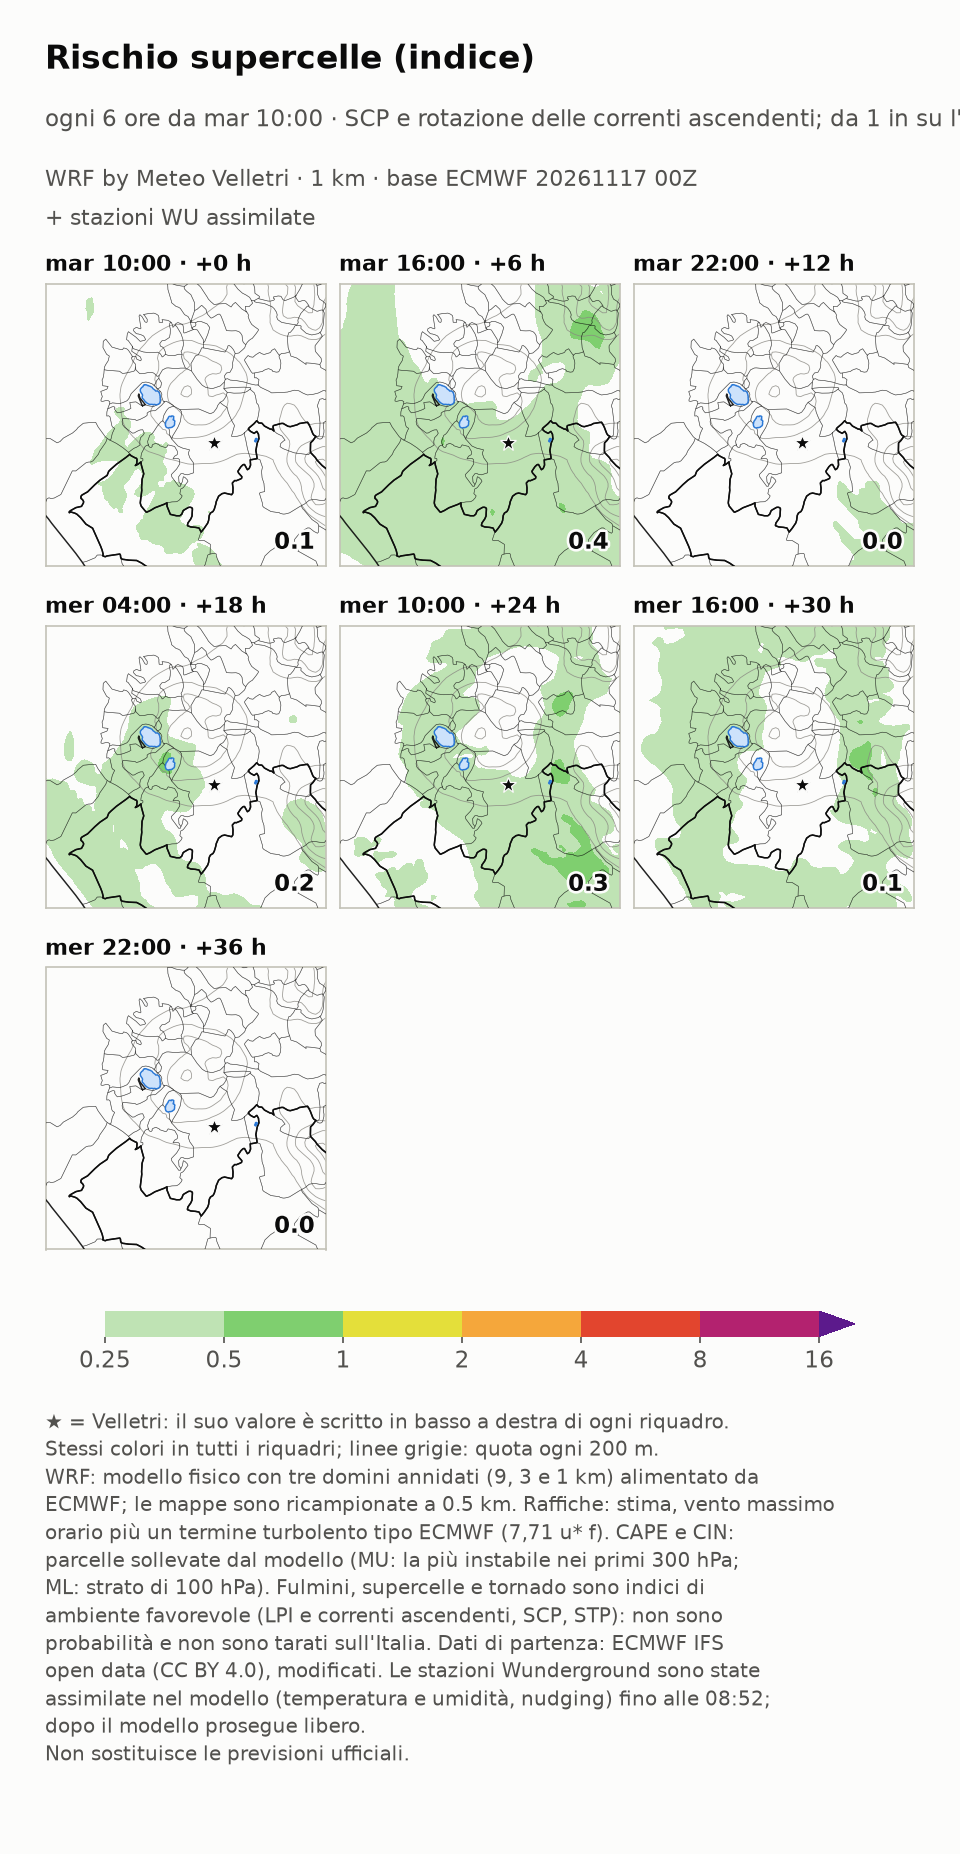 Rischio supercelle (indice)
ogni 6 ore da mar 10:00 · SCP e rotazione delle correnti ascendenti; da 1 in su l'
WRF by Meteo Velletri · 1 km · base ECMWF 20261117 00Z
+ stazioni WU assimilate
mar 10:00 · +0 h
mar 16:00 · +6 h
mar 22:00 · +12 h
0.1
0.4
0.0
mer 04:00 · +18 h
mer 10:00 · +24 h
mer 16:00 · +30 h
0.2
0.3
0.1
mer 22:00 · +36 h
0.0
0.25 0.5 1 2 4 8 16
★ = Velletri: il suo valore è scritto in basso a destra di ogni riquadro.
Stessi colori in tutti i riquadri; linee grigie: quota ogni 200 m.
WRF: modello fisico con tre domini annidati (9, 3 e 1 km) alimentato da
ECMWF; le mappe sono ricampionate a 0.5 km. Raffiche: stima, vento massimo
orario più un termine turbolento tipo ECMWF (7,71 u* f). CAPE e CIN:
parcelle sollevate dal modello (MU: la più instabile nei primi 300 hPa;
ML: strato di 100 hPa). Fulmini, supercelle e tornado sono indici di
ambiente favorevole (LPI e correnti ascendenti, SCP, STP): non sono
probabilità e non sono tarati sull'Italia. Dati di partenza: ECMWF IFS
open data (CC BY 4.0), modificati. Le stazioni Wunderground sono state
assimilate nel modello (temperatura e umidità, nudging) fino alle 08:52;
dopo il modello prosegue libero.
Non sostituisce le previsioni ufficiali.